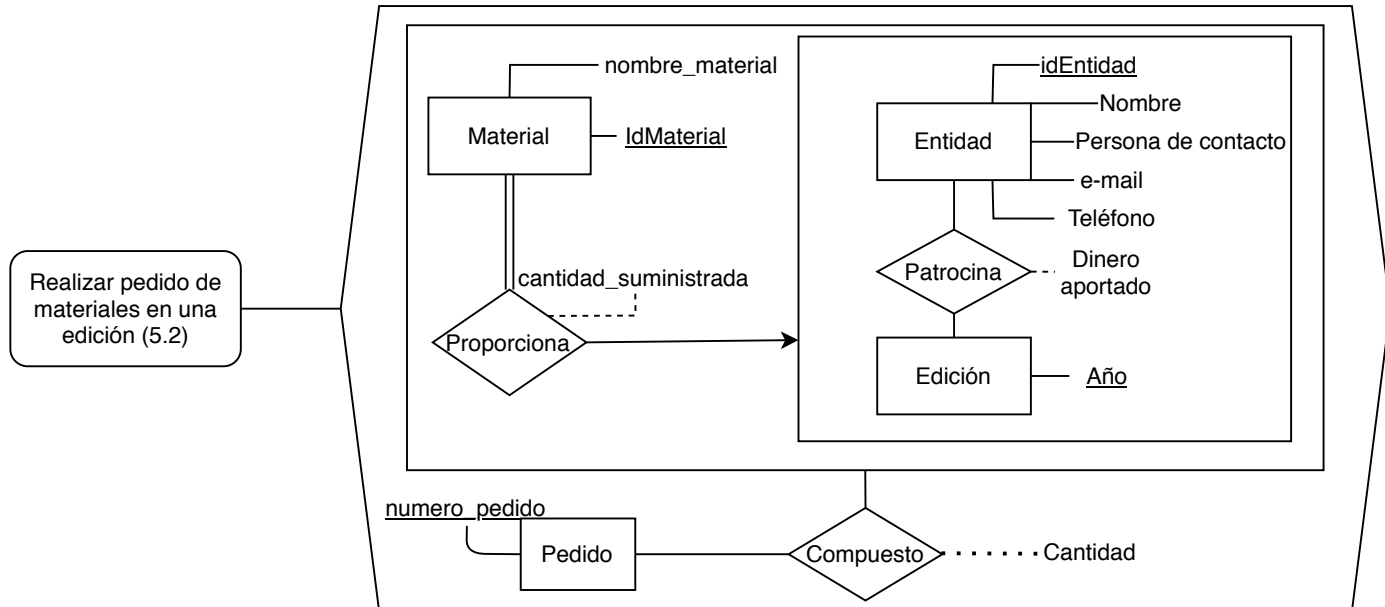 Realizar pedido de
materiales en una
edición (5.2)
nombre_material
Material
IdMaterial
cantidad_suministrada
Proporciona
idEntidad
Nombre
Entidad
Persona de contacto
e-mail
Teléfono
Patrocina
Dinero
aportado
Edición
Año
numero_pedido
Pedido
Compuesto
Cantidad